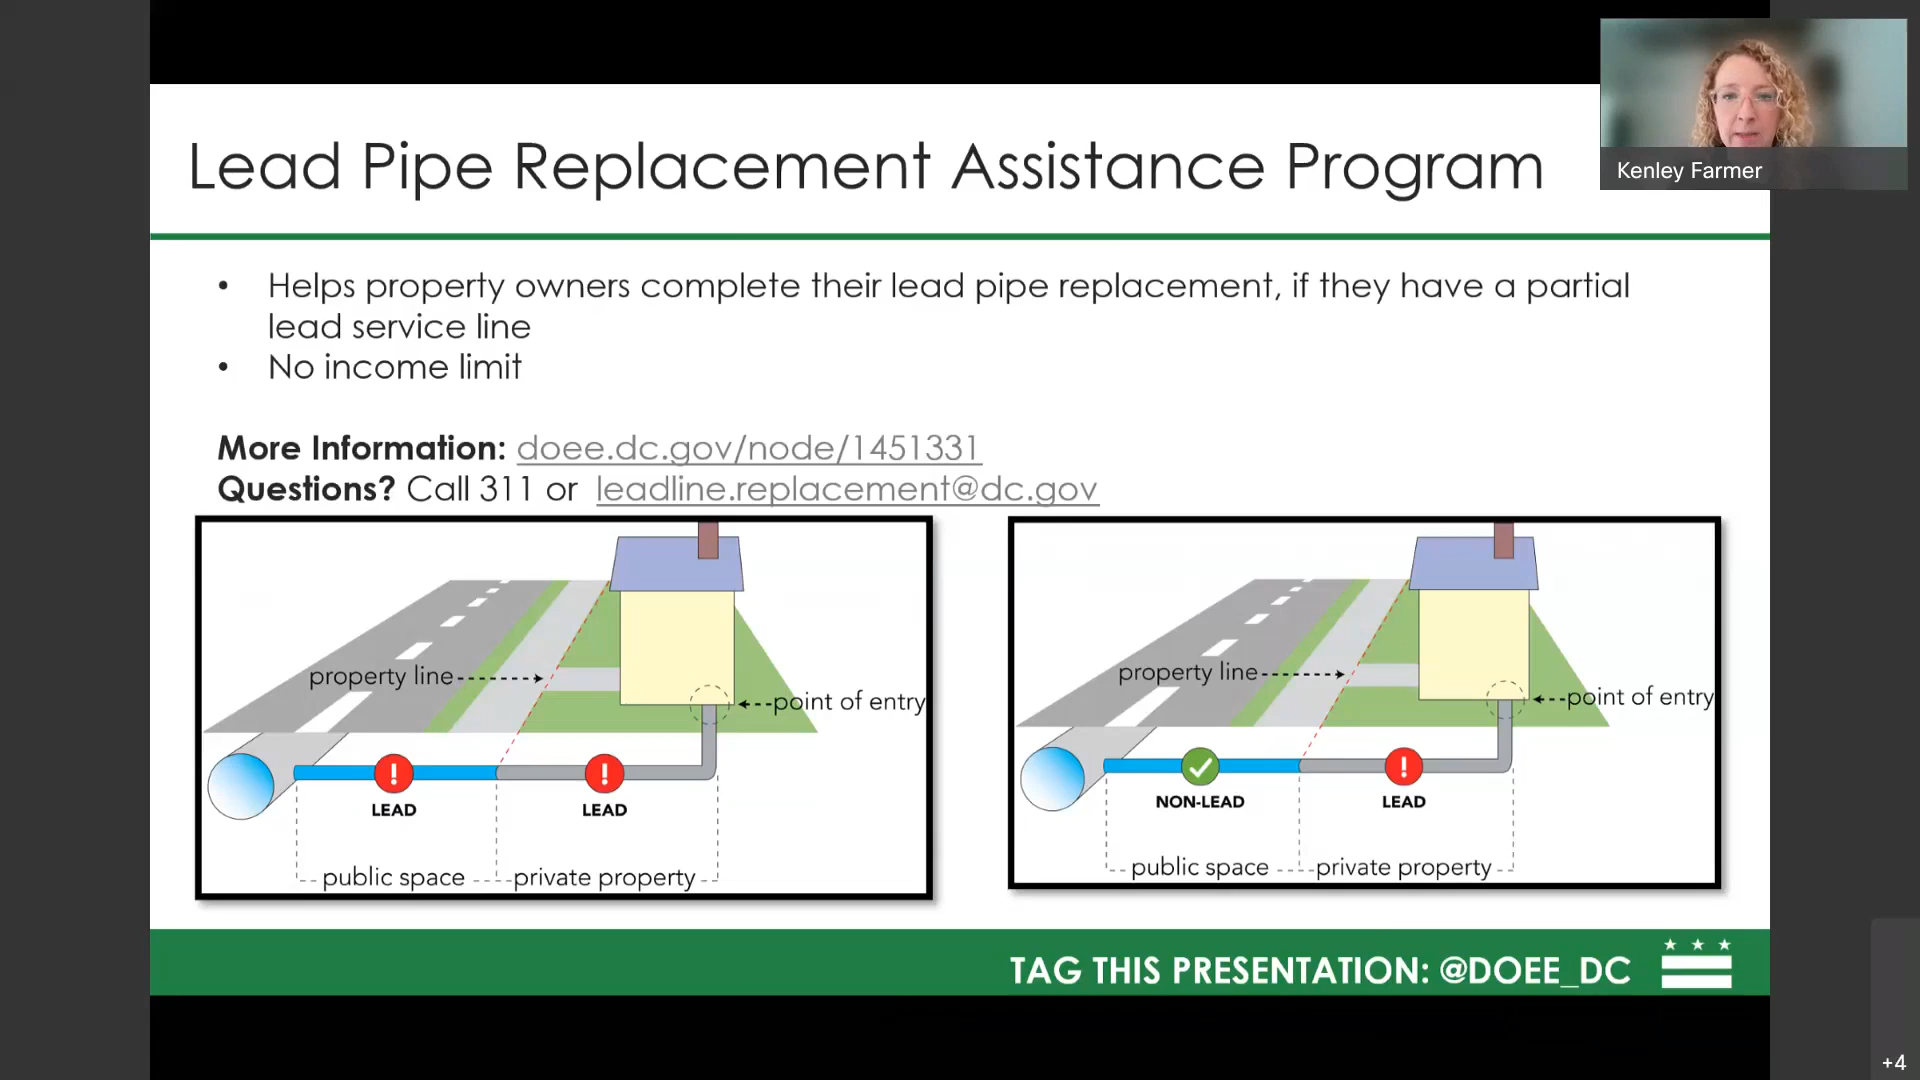 Kenley Farmer
Lead Pipe Replacement Assistance Program
• Helps property owners complete their lead pipe replacement, if they have a partial
lead service line
• No income limit
More Information: doee.dc.gov/node/1451331
Questions? Call 311 or leadline.replacement@dc.gov
property line
point of entry
! !
LEAD LEAD
public space private property
property line
point of entry
!
NON-LEAD LEAD
public space private property
TAG THIS PRESENTATION: @DOEE_DC
+4